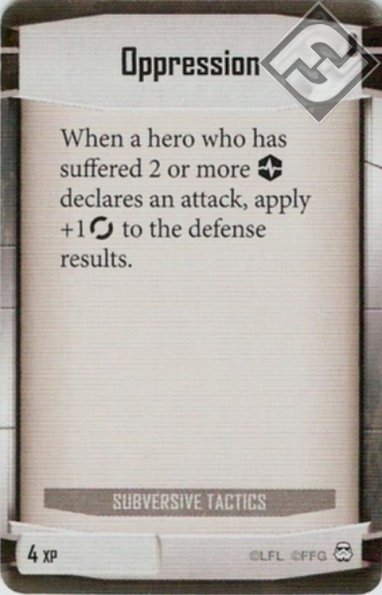 Oppression
When a hero who has
suffered 2 or more
declares an attack, apply
+1 to the defense
results.
SUBVERSIVE TACTICS
4 XP
©LFL ©FFG